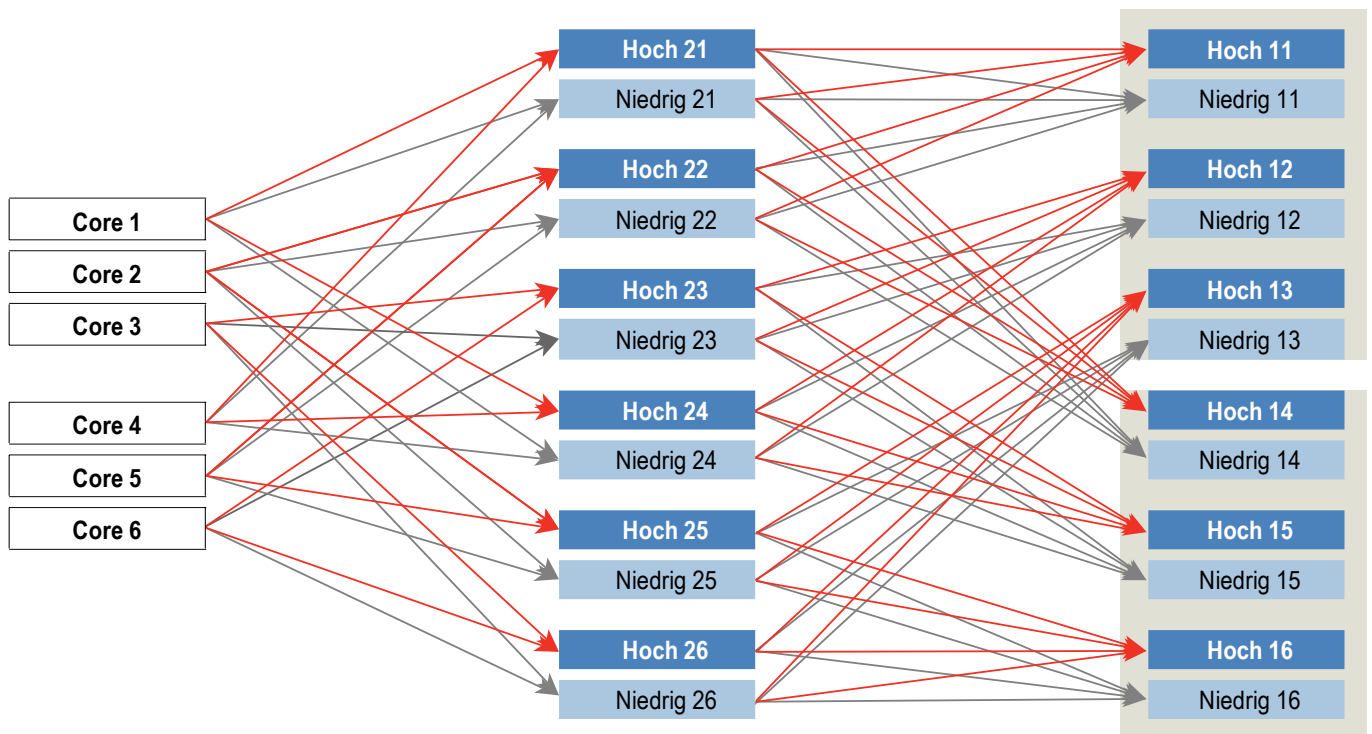 Core 1
Core 2
Core 3
Core 4
Core 5
Core 6
Hoch 21
Niedrig 21
Hoch 22
Niedrig 22
Hoch 23
Niedrig 23
Hoch 24
Niedrig 24
Hoch 25
Niedrig 25
Hoch 26
Niedrig 26
Hoch 11
Niedrig 11
Hoch 12
Niedrig 12
Hoch 13
Niedrig 13
Hoch 14
Niedrig 14
Hoch 15
Niedrig 15
Hoch 16
Niedrig 16